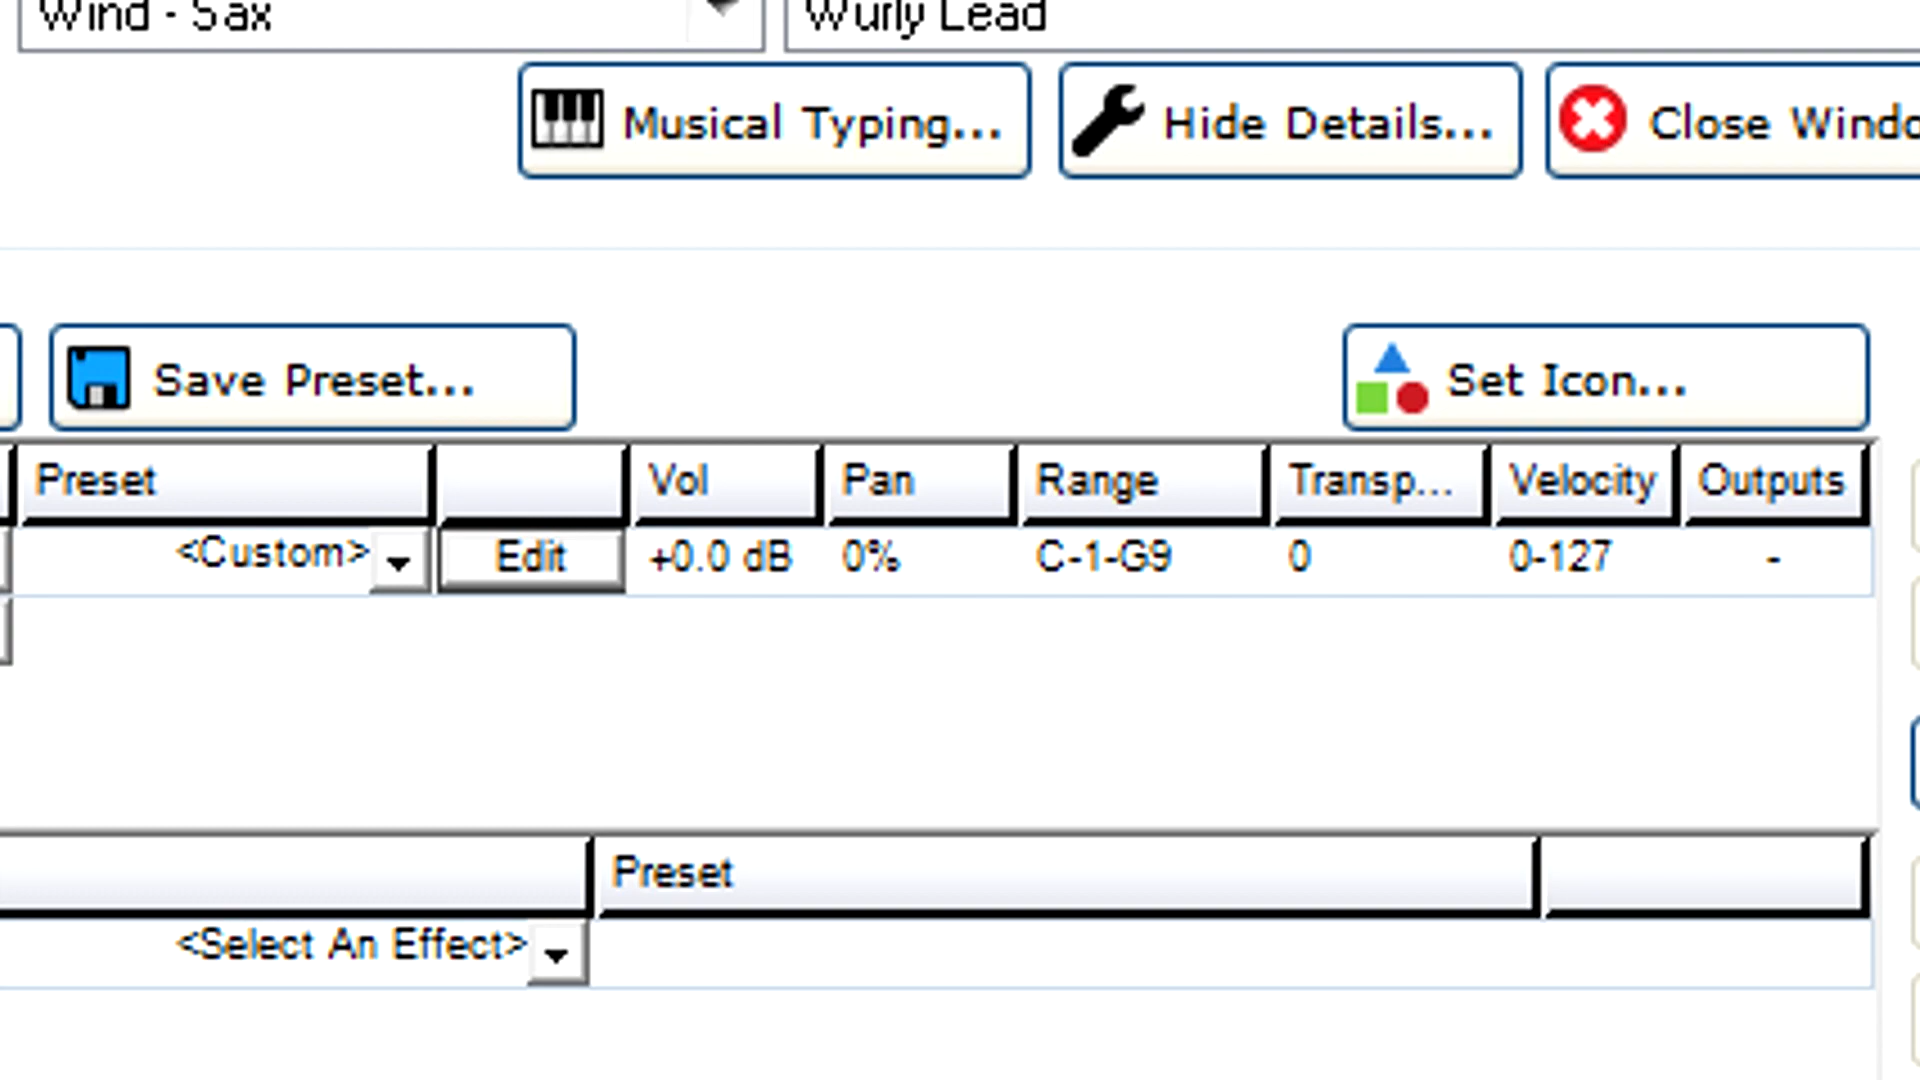 Wind - Sax Wurly Lead
Musical Typing... Hide Details... Close
Save Preset... Set Icon...
Preset Vol Pan Range Transp... Velocity Outputs
<Custom> Edit +0.0 dB 0% C-1-G9 0 0-127 -
Preset
<Select An Effect>